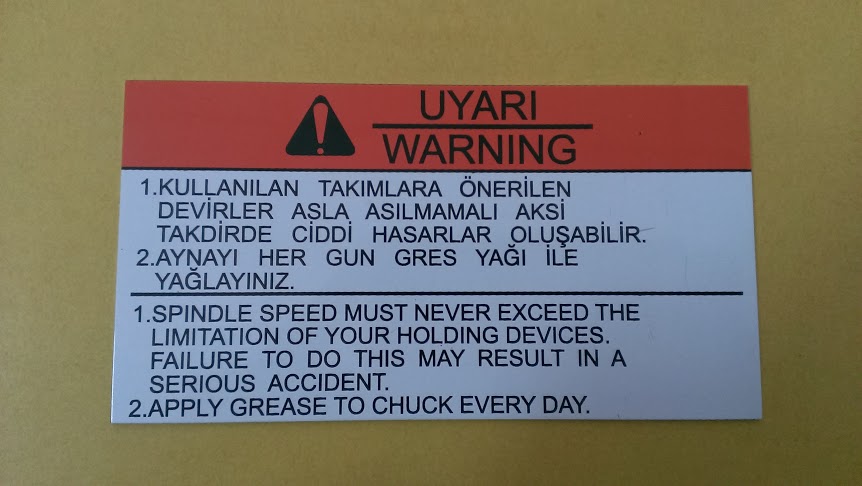 UYARI
WARNING
1.KULLANILAN TAKIMLARA ÖNERİLEN
DEVİRLER ASLA ASILMAMALI AKSİ
TAKDİRDE CİDDİ HASARLAR OLUŞABİLİR.
2.AYNAYI HER GUN GRES YAĞI İLE
YAĞLAYINIZ.
1.SPINDLE SPEED MUST NEVER EXCEED THE
LIMITATION OF YOUR HOLDING DEVICES.
FAILURE TO DO THIS MAY RESULT IN A
SERIOUS ACCIDENT.
2.APPLY GREASE TO CHUCK EVERY DAY.